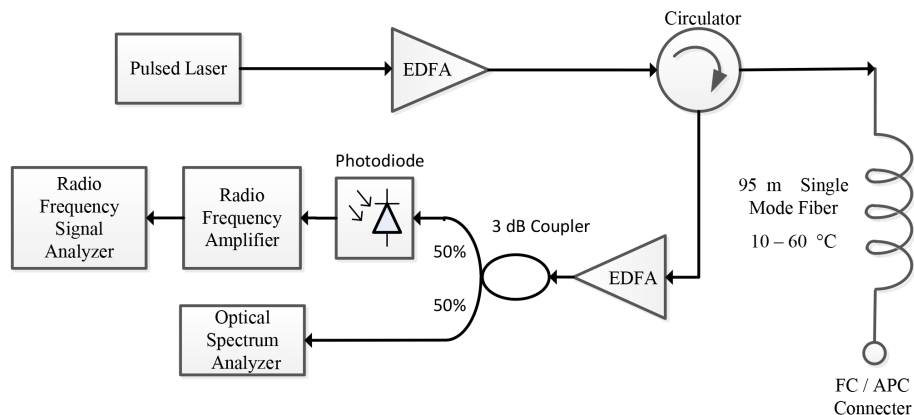 Circulator
Pulsed Laser
EDFA
Photodiode
Radio
Frequency
Signal
Analyzer
Radio
Frequency
Amplifier
3 dB Coupler
95 m Single
Mode Fiber
10 – 60 °C
50%
50%
EDFA
Optical
Spectrum
Analyzer
FC / APC
Connecter